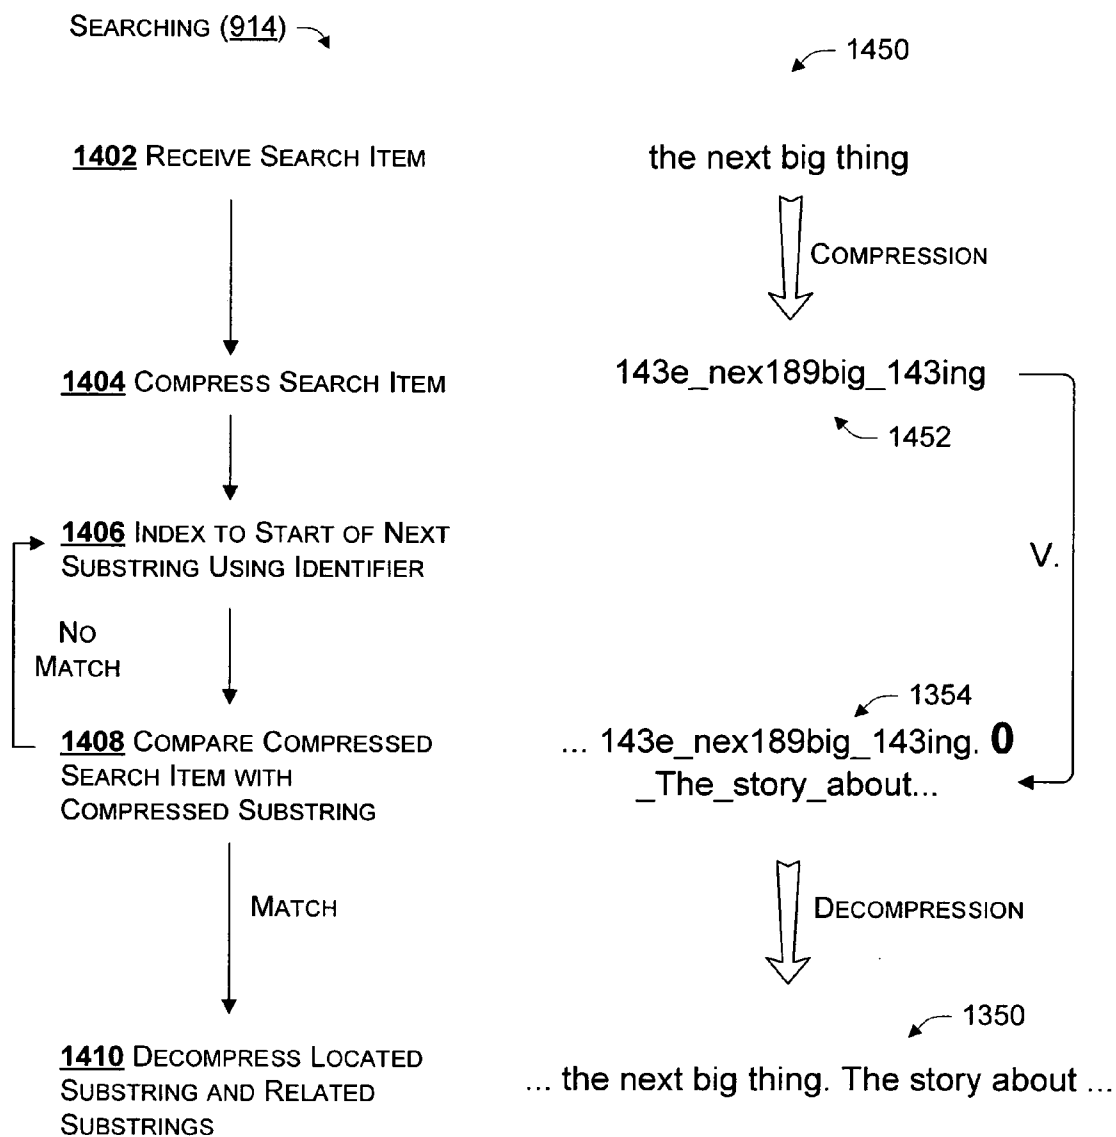 SEARCHING (914)
1450
1402 RECEIVE SEARCH ITEM
the next big thing
COMPRESSION
1404 COMPRESS SEARCH ITEM
143e_nex189big_143ing
1452
1406 INDEX TO START OF NEXT
SUBSTRING USING IDENTIFIER
V.
NO
MATCH
1354
1408 COMPARE COMPRESSED
SEARCH ITEM WITH
COMPRESSED SUBSTRING
... 143e_nex189big_143ing. 0
_The_story_about...
MATCH
DECOMPRESSION
1350
1410 DECOMPRESS LOCATED
SUBSTRING AND RELATED
SUBSTRINGS
... the next big thing. The story about ...